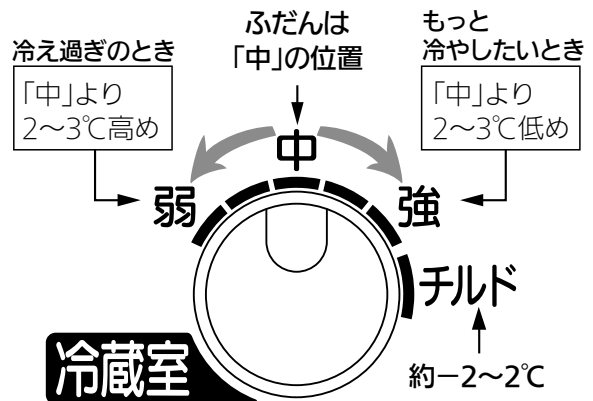 冷え過ぎのとき
「中」より
2〜3℃高め
ふだんは
「中」の位置
もっと
冷やしたいとき
「中」より
2〜3℃低め
弱
中
強
チルド
約−2〜2℃
冷蔵室